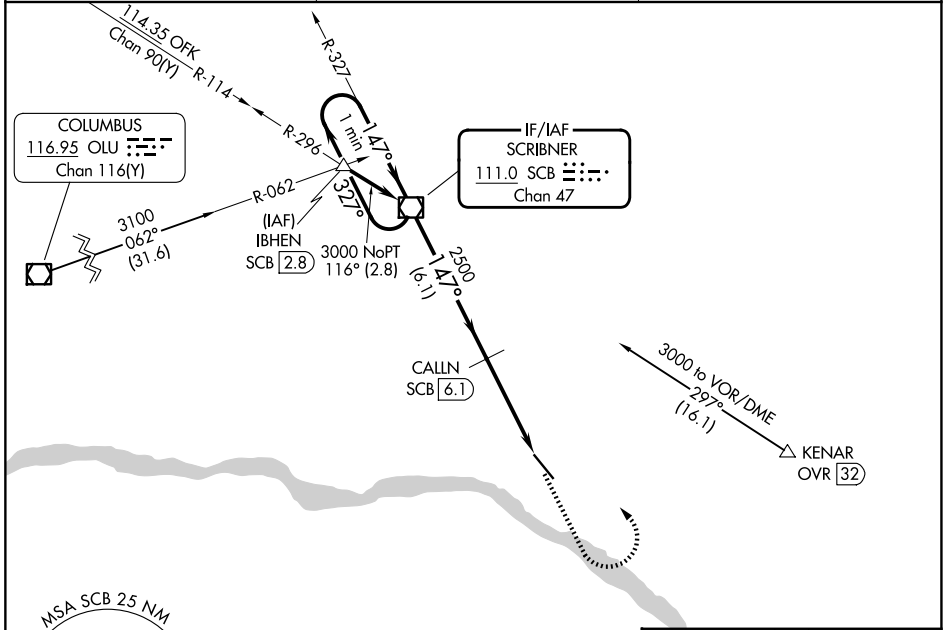 114.35 OFK
Chan 90(Y)
R-114
R-296
R-327
COLUMBUS
116.95 OLU
Chan 116(Y)
1 min
147°
327°
IF/IAF
SCRIBNER
111.0 SCB
Chan 47
R-062
3100
062°
(31.6)
(IAF)
IBHEN
SCB 2.8
3000 NoPT
116° (2.8)
2500
147°
(6.1)
CALLN
SCB 6.1
3000 to VOR/DME
297°
(16.1)
KENAR
OVR 32
MSA SCB 25 NM